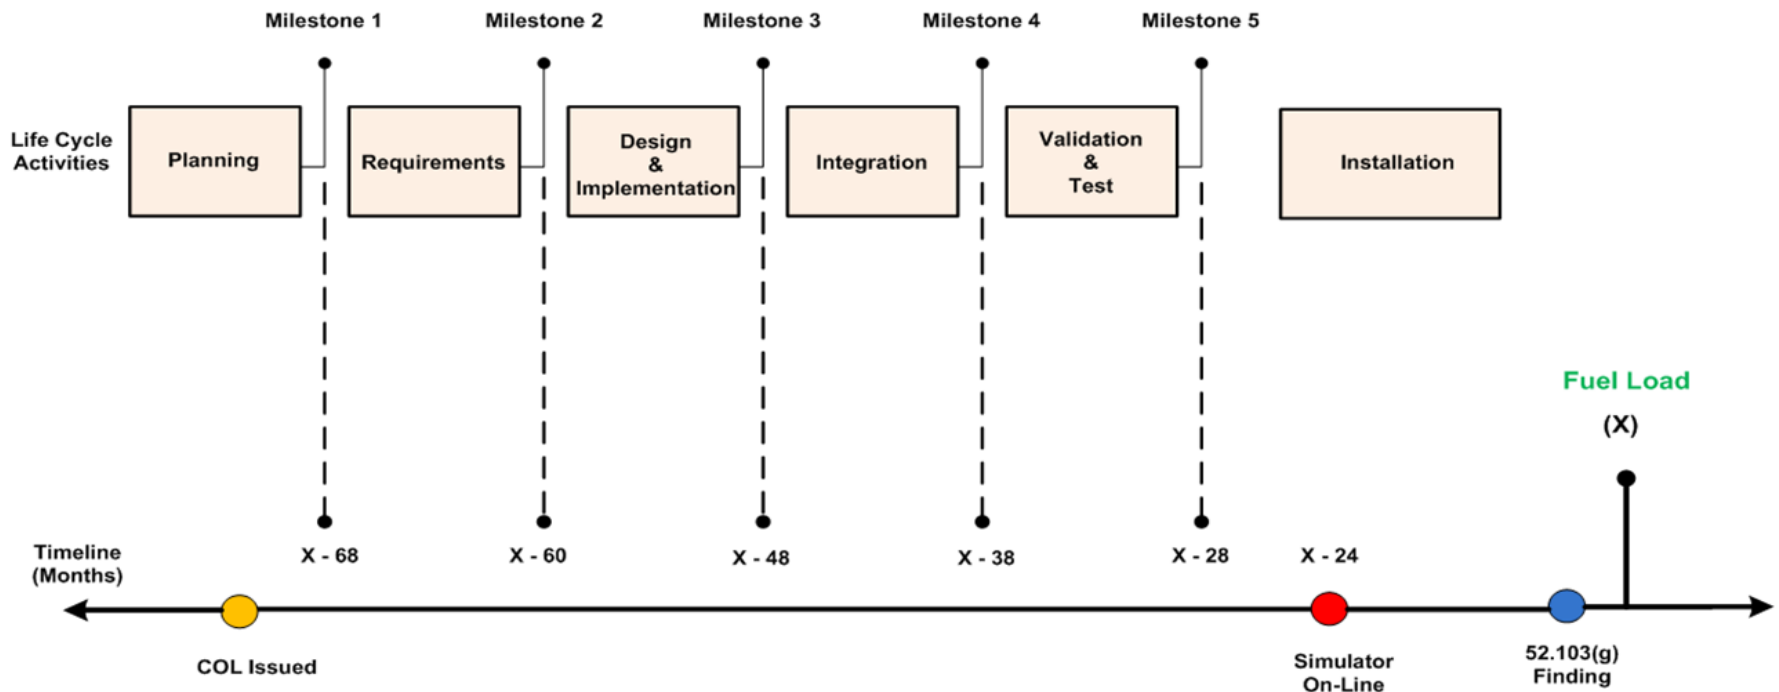 Milestone 1
Milestone 2
Milestone 3
Milestone 4
Milestone 5
Life Cycle
Activities
Planning
Requirements
Design
&
Implementation
Integration
Validation
&
Test
Installation
Fuel Load
(X)
Timeline
(Months)
X - 68
X - 60
X - 48
X - 38
X - 28
X - 24
COL Issued
Simulator
On-Line
52.103(g)
Finding